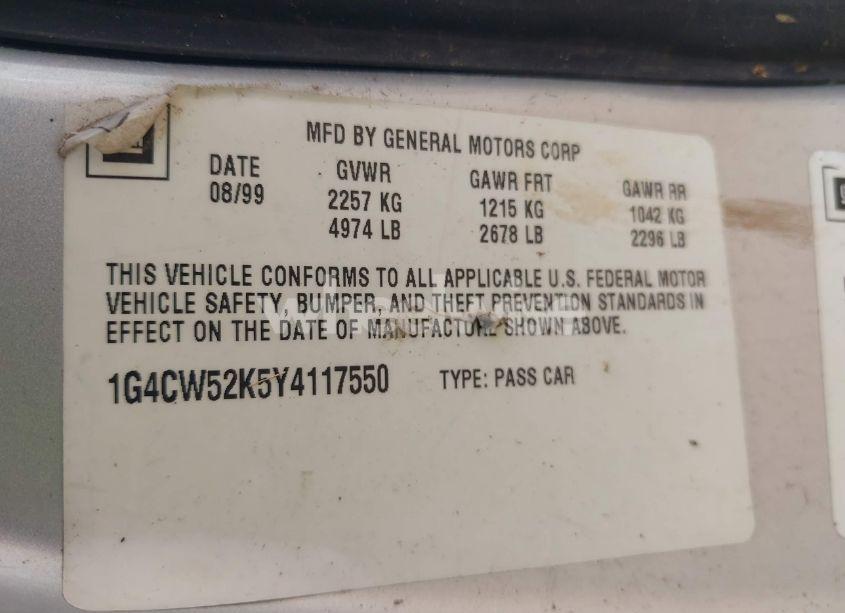 MFD BY GENERAL MOTORS CORP
DATE GVWR GAWR FRT GAWR RR
08/99 2257 KG 1215 KG 1042 KG
4974 LB 2678 LB 2296 LB
THIS VEHICLE CONFORMS TO ALL APPLICABLE U.S. FEDERAL MOTOR
VEHICLE SAFETY, BUMPER, AND THEFT PREVENTION STANDARDS IN
EFFECT ON THE DATE OF MANUFACTURE SHOWN ABOVE.
1G4CW52K5Y4117550 TYPE: PASS CAR